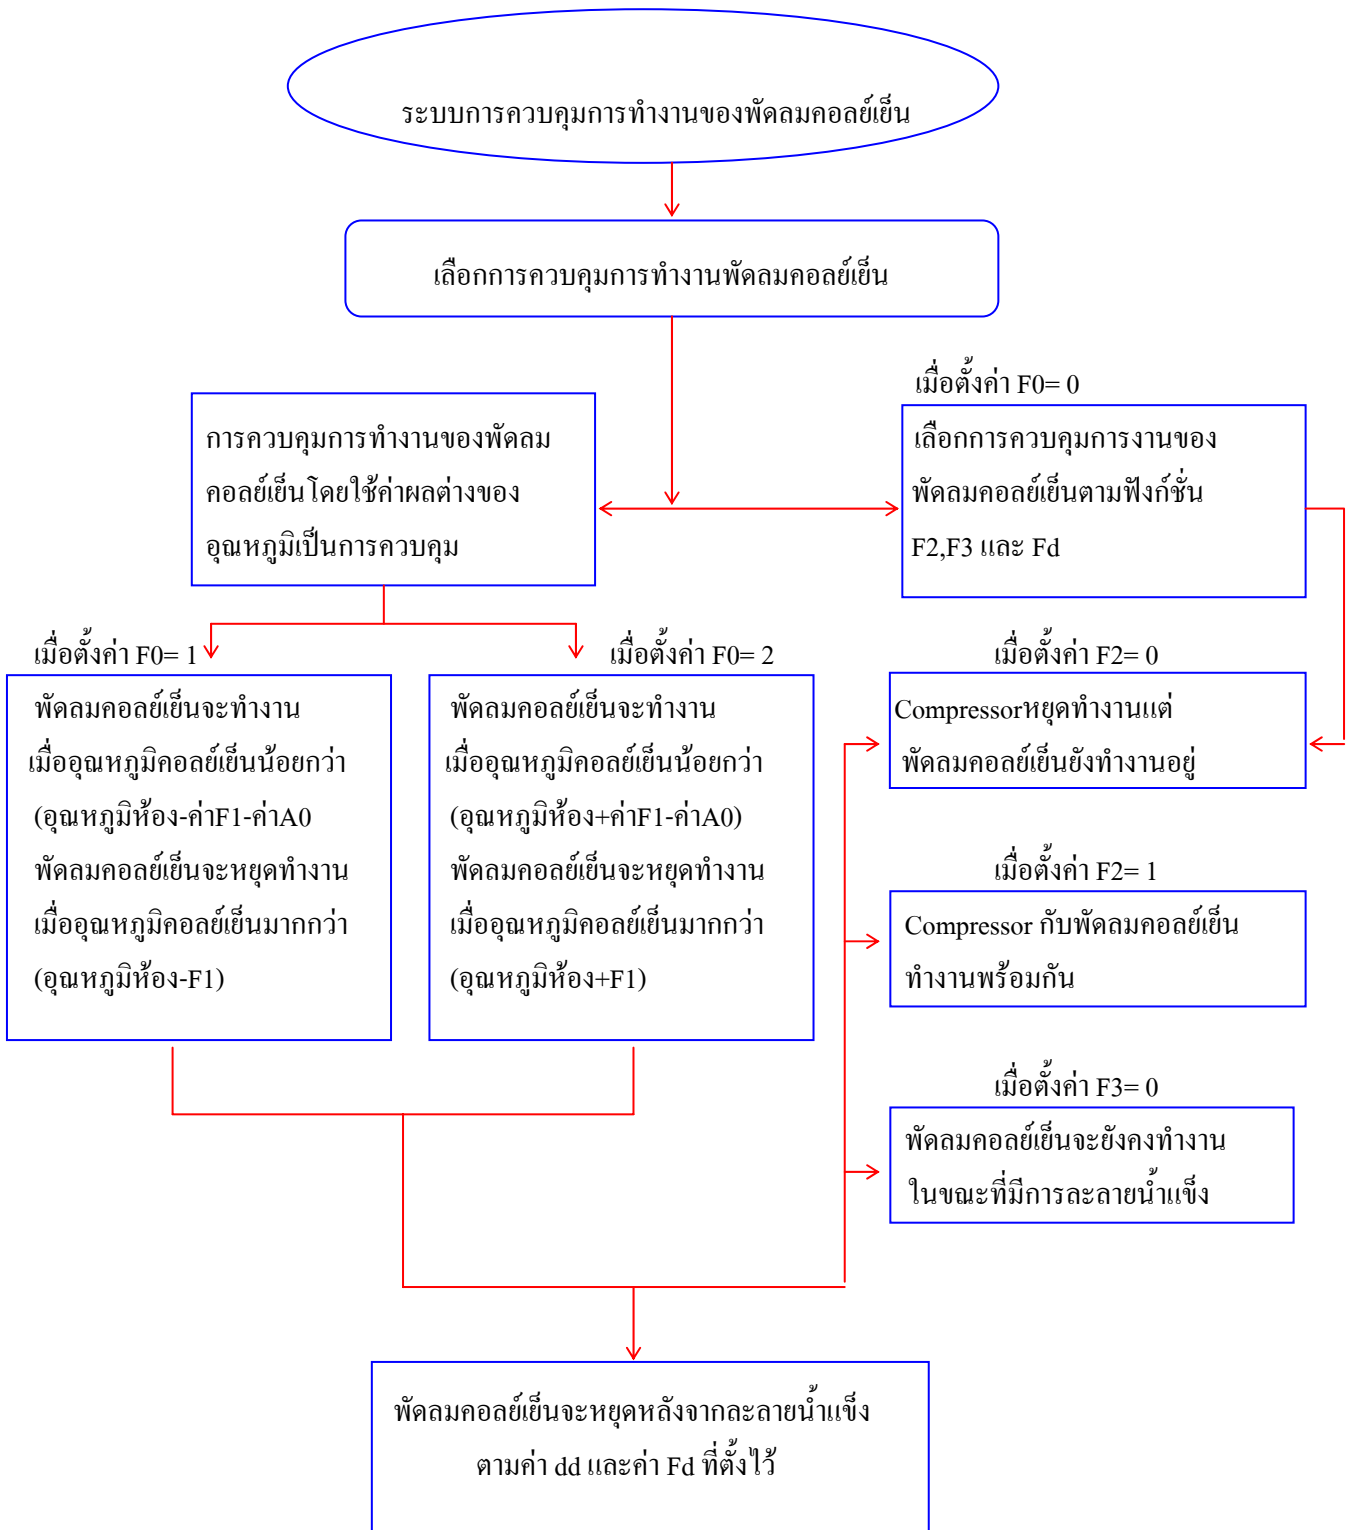 ระบบการควบคุมการทำงานของพัดลมคอลย์เย็น
เลือกการควบคุมการทำงานพัดลมคอลย์เย็น
การควบคุมการทำงานของพัดลม
คอลย์เย็นโดยใช้ค่าผลต่างของ
อุณหภูมิเป็นการควบคุม
เมื่อตั้งค่า F0= 0
เลือกการควบคุมการงานของ
พัดลมคอลย์เย็นตามฟังก์ชั่น
F2,F3 และ Fd
เมื่อตั้งค่า F0= 1
พัดลมคอลย์เย็นจะทำงาน
เมื่ออุณหภูมิคอลย์เย็นน้อยกว่า
(อุณหภูมิห้อง-ค่าF1-ค่าA0
พัดลมคอลย์เย็นจะหยุดทำงาน
เมื่ออุณหภูมิคอลย์เย็นมากกว่า
(อุณหภูมิห้อง-F1)
เมื่อตั้งค่า F0= 2
พัดลมคอลย์เย็นจะทำงาน
เมื่ออุณหภูมิคอลย์เย็นน้อยกว่า
(อุณหภูมิห้อง+ค่าF1-ค่าA0)
พัดลมคอลย์เย็นจะหยุดทำงาน
เมื่ออุณหภูมิคอลย์เย็นมากกว่า
(อุณหภูมิห้อง+F1)
เมื่อตั้งค่า F2= 0
Compressorหยุดทำงานแต่
พัดลมคอลย์เย็นยังทำงานอยู่
เมื่อตั้งค่า F2= 1
Compressor กับพัดลมคอลย์เย็น
ทำงานพร้อมกัน
เมื่อตั้งค่า F3= 0
พัดลมคอลย์เย็นจะยังคงทำงาน
ในขณะที่มีการละลายน้ำแข็ง
พัดลมคอลย์เย็นจะหยุดหลังจากละลายน้ำแข็ง
ตามค่า dd และค่า Fd ที่ตั้งไว้